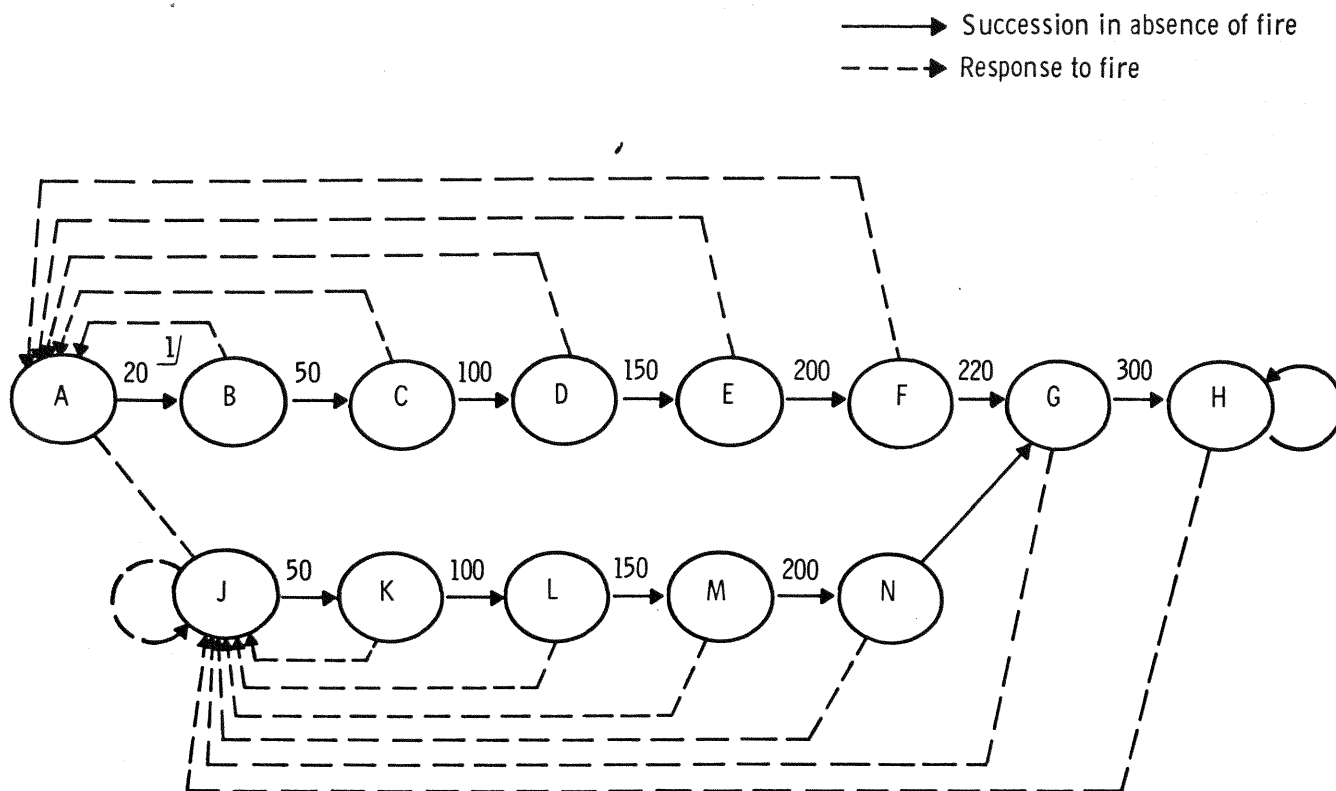 Succession in absence of fire
Response to fire
A 20 1/ B 50 C 100 D 150 E 200 F 220 G 300 H
J 50 K 100 L 150 M 200 N